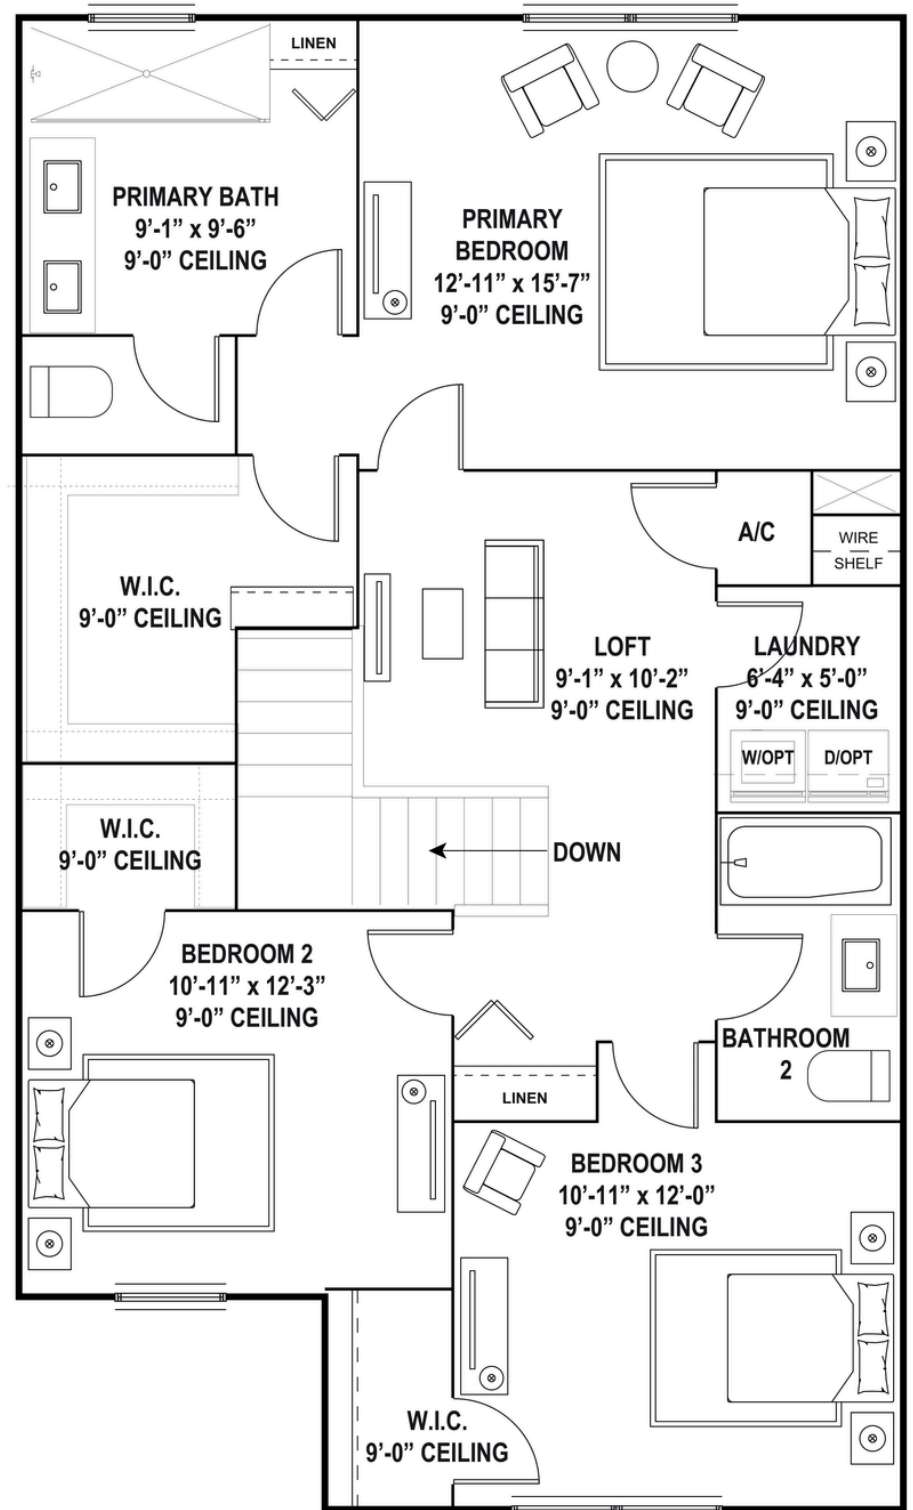 LINEN
PRIMARY BATH
9’-1” x 9’-6”
9’-0” CEILING
PRIMARY
BEDROOM
12’-11” x 15’-7”
9’-0” CEILING
A/C
WIRE
SHELF
W.I.C.
9’-0” CEILING
LOFT
9’-1” x 10’-2”
9’-0” CEILING
LAUNDRY
6’-4” x 5’-0”
9’-0” CEILING
W/OPT
D/OPT
W.I.C.
9’-0” CEILING
DOWN
BEDROOM 2
10’-11” x 12’-3”
9’-0” CEILING
BATHROOM
2
LINEN
BEDROOM 3
10’-11” x 12’-0”
9’-0” CEILING
W.I.C.
9’-0” CEILING